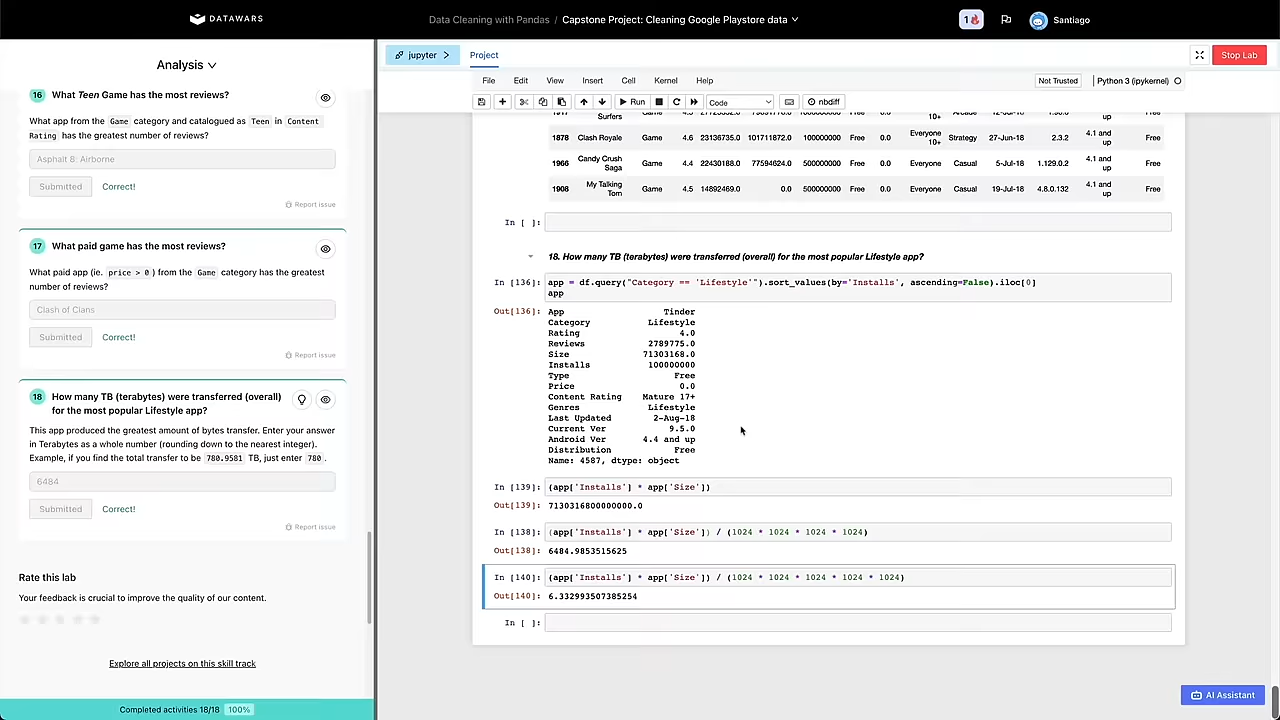 DATAWARS
Data Cleaning with Pandas / Capstone Project: Cleaning Google Playstore data
1
Santiago
Analysis
16 What Teen Game has the most reviews?
What app from the Game category and catalogued as Teen in Content
Rating has the greatest number of reviews?
Asphalt 8: Airborne
Submitted Correct!
Report issue
17 What paid game has the most reviews?
What paid app (ie. price > 0 ) from the Game category has the greatest
number of reviews?
Clash of Clans
Submitted Correct!
Report issue
18 How many TB (terabytes) were transferred (overall)
for the most popular Lifestyle app?
This app produced the greatest amount of bytes transfer. Enter your answer
in Terabytes as a whole number (rounding down to the nearest integer).
Example, if you find the total transfer to be 780.9581 TB, just enter 780 .
6484
Submitted Correct!
Report issue
Rate this lab
Your feedback is crucial to improve the quality of our content.
Explore all projects on this skill track
Completed activities 18/18 100%
jupyter Project Stop Lab
File Edit View Insert Cell Kernel Help Not Trusted Python 3 (ipykernel)
Run Code nbdiff
Surfers 10+
1878 Clash Royale Game 4.6 23136735.0 101711872.0 100000000 Free 0.0 Everyone 10+ Strategy 27-Jun-18 2.3.2 4.1 and up Free
1966 Candy Crush Saga Game 4.4 22430188.0 77594624.0 500000000 Free 0.0 Everyone Casual 5-Jul-18 1.129.0.2 4.1 and up Free
1908 My Talking Tom Game 4.5 14892469.0 0.0 500000000 Free 0.0 Everyone Casual 19-Jul-18 4.8.0.132 4.1 and up Free
In [ ]:
18. How many TB (terabytes) were transferred (overall) for the most popular Lifestyle app?
In [136]: app = df.query("Category == 'Lifestyle'").sort_values(by='Installs', ascending=False).iloc[0]
app
Out[136]: App Tinder
Category Lifestyle
Rating 4.0
Reviews 2789775.0
Size 71303168.0
Installs 100000000
Type Free
Price 0.0
Content Rating Mature 17+
Genres Lifestyle
Last Updated 2-Aug-18
Current Ver 9.5.0
Android Ver 4.4 and up
Distribution Free
Name: 4587, dtype: object
In [139]: (app['Installs'] * app['Size'])
Out[139]: 7130316800000000.0
In [138]: (app['Installs'] * app['Size']) / (1024 * 1024 * 1024 * 1024)
Out[138]: 6484.9853515625
In [140]: (app['Installs'] * app['Size']) / (1024 * 1024 * 1024 * 1024 * 1024)
Out[140]: 6.332993507385254
In [ ]:
AI Assistant